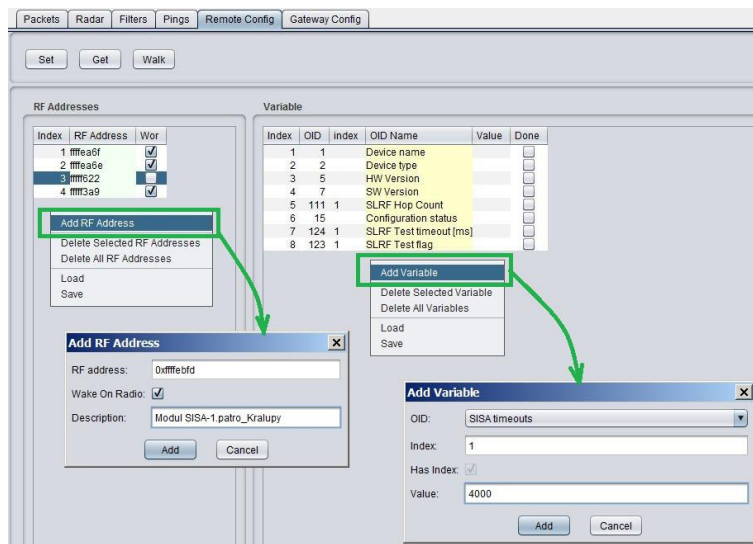 Packets Radar Filters Pings Remote Config Gateway Config
Set Get Walk
RF Addresses
Index RF Address Wor
1 ffffea6f
2 ffffea6e
3 fffff622
4 fffff3a9
Add RF Address
Delete Selected RF Addresses
Delete All RF Addresses
Load
Save
Variable
Index OID index OID Name Value Done
1 1 Device name
2 2 Device type
3 5 HW Version
4 7 SW Version
5 111 1 SLRF Hop Count
6 15 Configuration status
7 124 1 SLRF Test timeout [ms]
8 123 1 SLRF Test flag
Add Variable
Delete Selected Variable
Delete All Variables
Load
Save
Add RF Address
RF address: 0xffffebfd
Wake On Radio:
Description: Modul SISA-1.patro_Kralupy
Add Cancel
Add Variable
OID: SISA timeouts
Index: 1
Has Index:
Value: 4000
Add Cancel